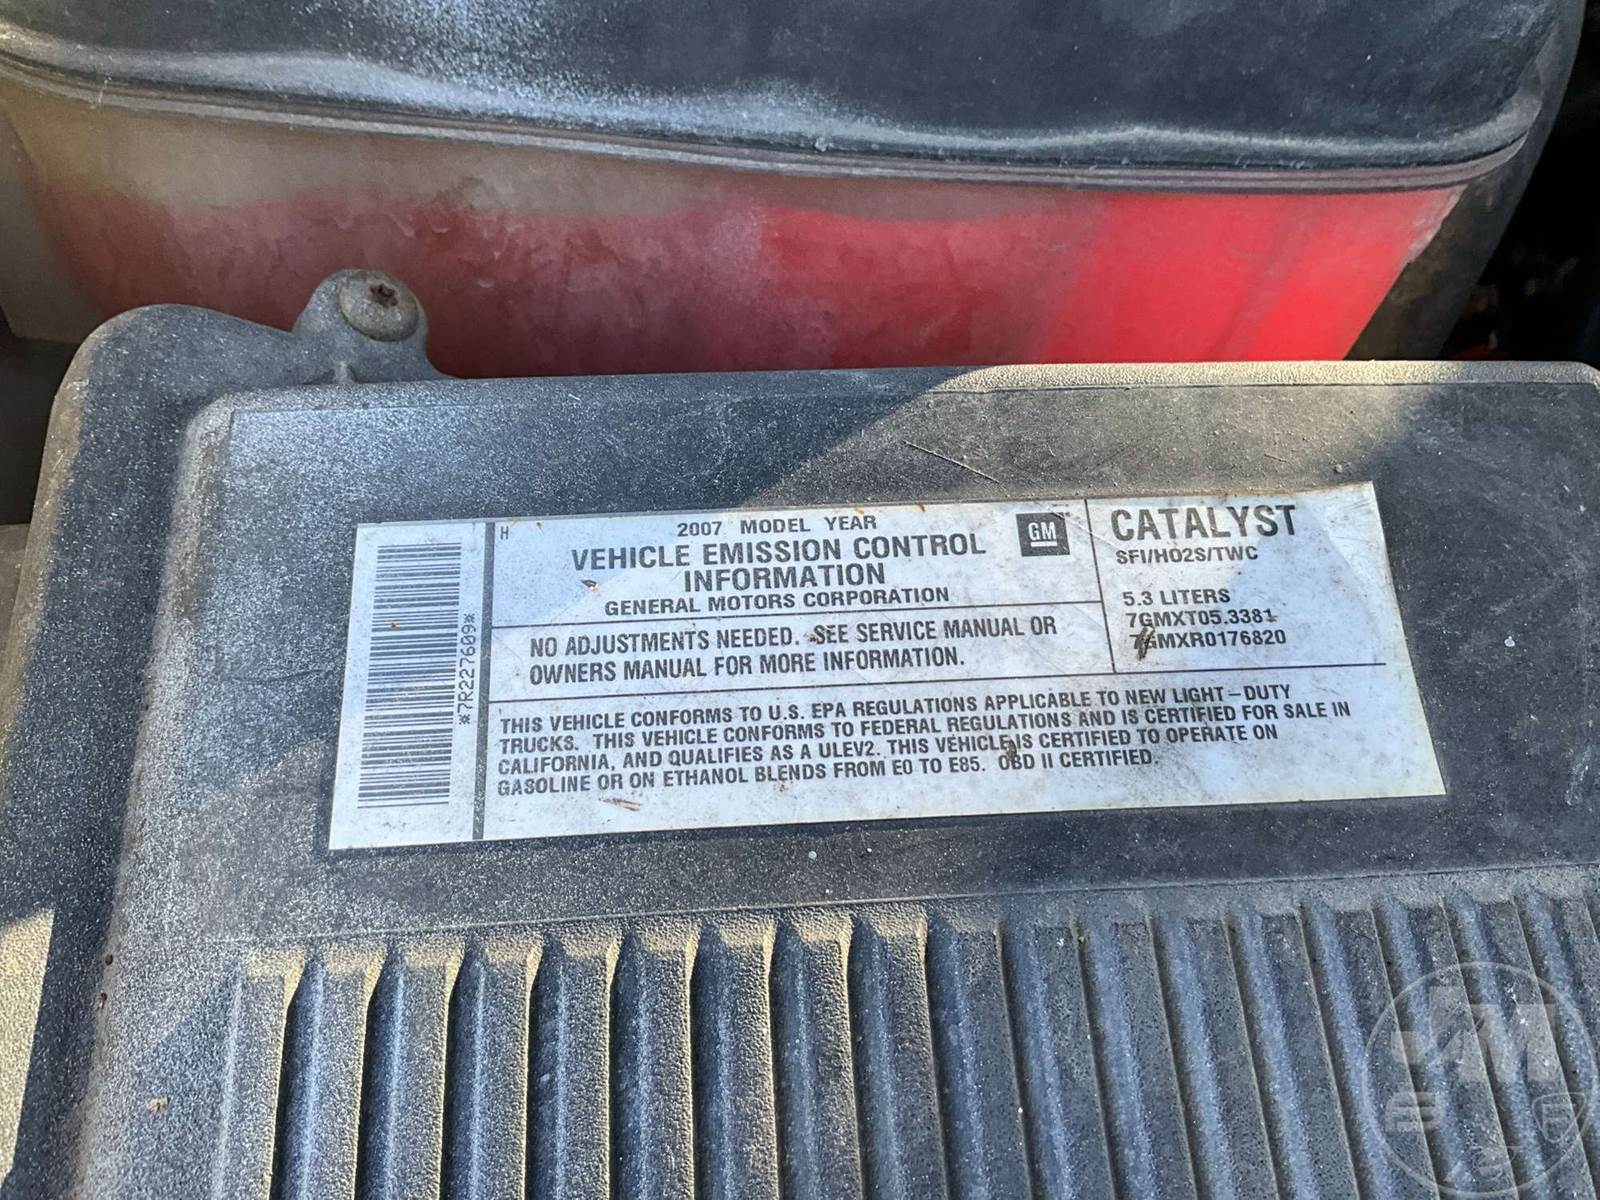 *7R227609*
H
2007 MODEL YEAR
VEHICLE EMISSION CONTROL
INFORMATION
GENERAL MOTORS CORPORATION
GM
CATALYST
SFI/HO2S/TWC
5.3 LITERS
7GMXT05.3381
7GMXR0176820
NO ADJUSTMENTS NEEDED. SEE SERVICE MANUAL OR
OWNERS MANUAL FOR MORE INFORMATION.
THIS VEHICLE CONFORMS TO U.S. EPA REGULATIONS APPLICABLE TO NEW LIGHT-DUTY
TRUCKS. THIS VEHICLE CONFORMS TO FEDERAL REGULATIONS AND IS CERTIFIED FOR SALE IN
CALIFORNIA, AND QUALIFIES AS A ULEV2. THIS VEHICLE IS CERTIFIED TO OPERATE ON
GASOLINE OR ON ETHANOL BLENDS FROM E0 TO E85. OBD II CERTIFIED.